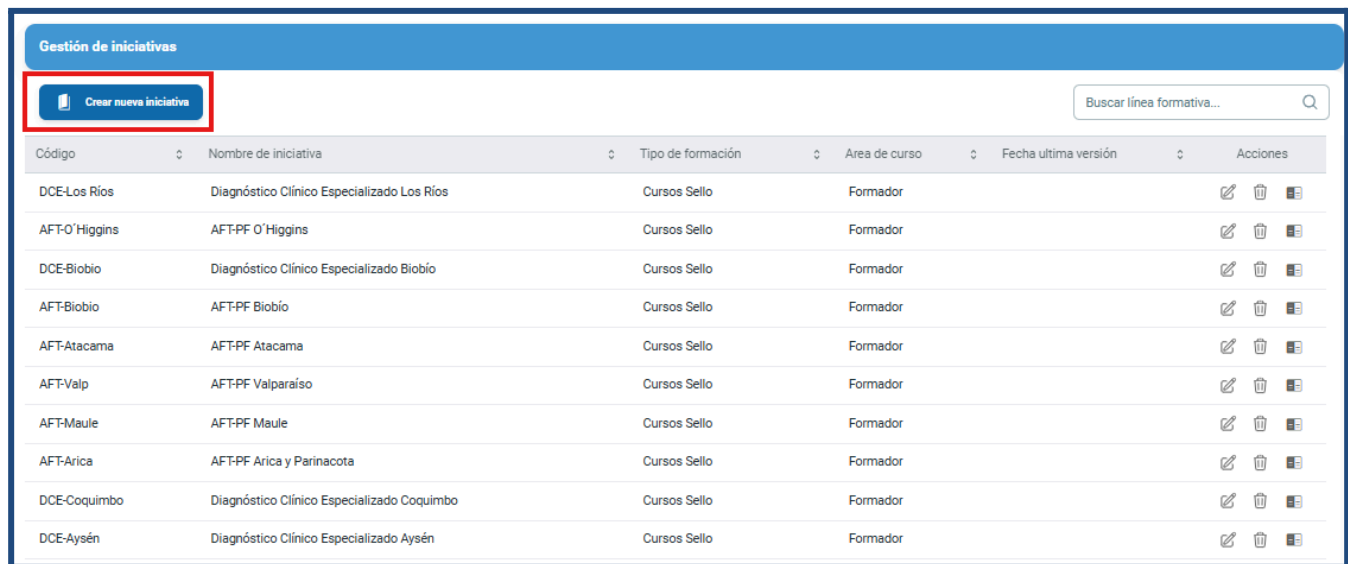 Gestión de iniciativas
Crear nueva iniciativa Buscar línea formativa...
Código Nombre de iniciativa Tipo de formación Area de curso Fecha ultima versión Acciones
DCE-Los Ríos Diagnóstico Clínico Especializado Los Ríos Cursos Sello Formador
AFT-O´Higgins AFT-PF O´Higgins Cursos Sello Formador
DCE-Biobio Diagnóstico Clínico Especializado Biobío Cursos Sello Formador
AFT-Biobio AFT-PF Biobío Cursos Sello Formador
AFT-Atacama AFT-PF Atacama Cursos Sello Formador
AFT-Valp AFT-PF Valparaíso Cursos Sello Formador
AFT-Maule AFT-PF Maule Cursos Sello Formador
AFT-Arica AFT-PF Arica y Parinacota Cursos Sello Formador
DCE-Coquimbo Diagnóstico Clínico Especializado Coquimbo Cursos Sello Formador
DCE-Aysén Diagnóstico Clínico Especializado Aysén Cursos Sello Formador